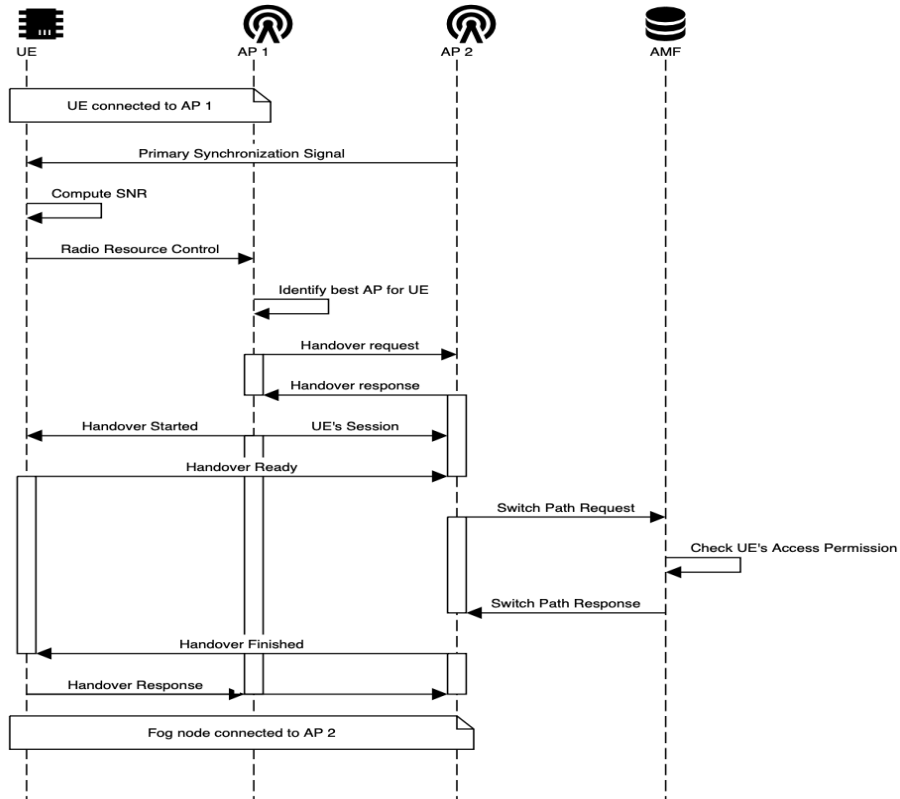 UE
AP 1
AP 2
AMF
UE connected to AP 1
Primary Synchronization Signal
Compute SNR
Radio Resource Control
Identify best AP for UE
Handover request
Handover response
Handover Started
UE's Session
Handover Ready
Switch Path Request
Check UE's Access Permission
Switch Path Response
Handover Finished
Handover Response
Fog node connected to AP 2